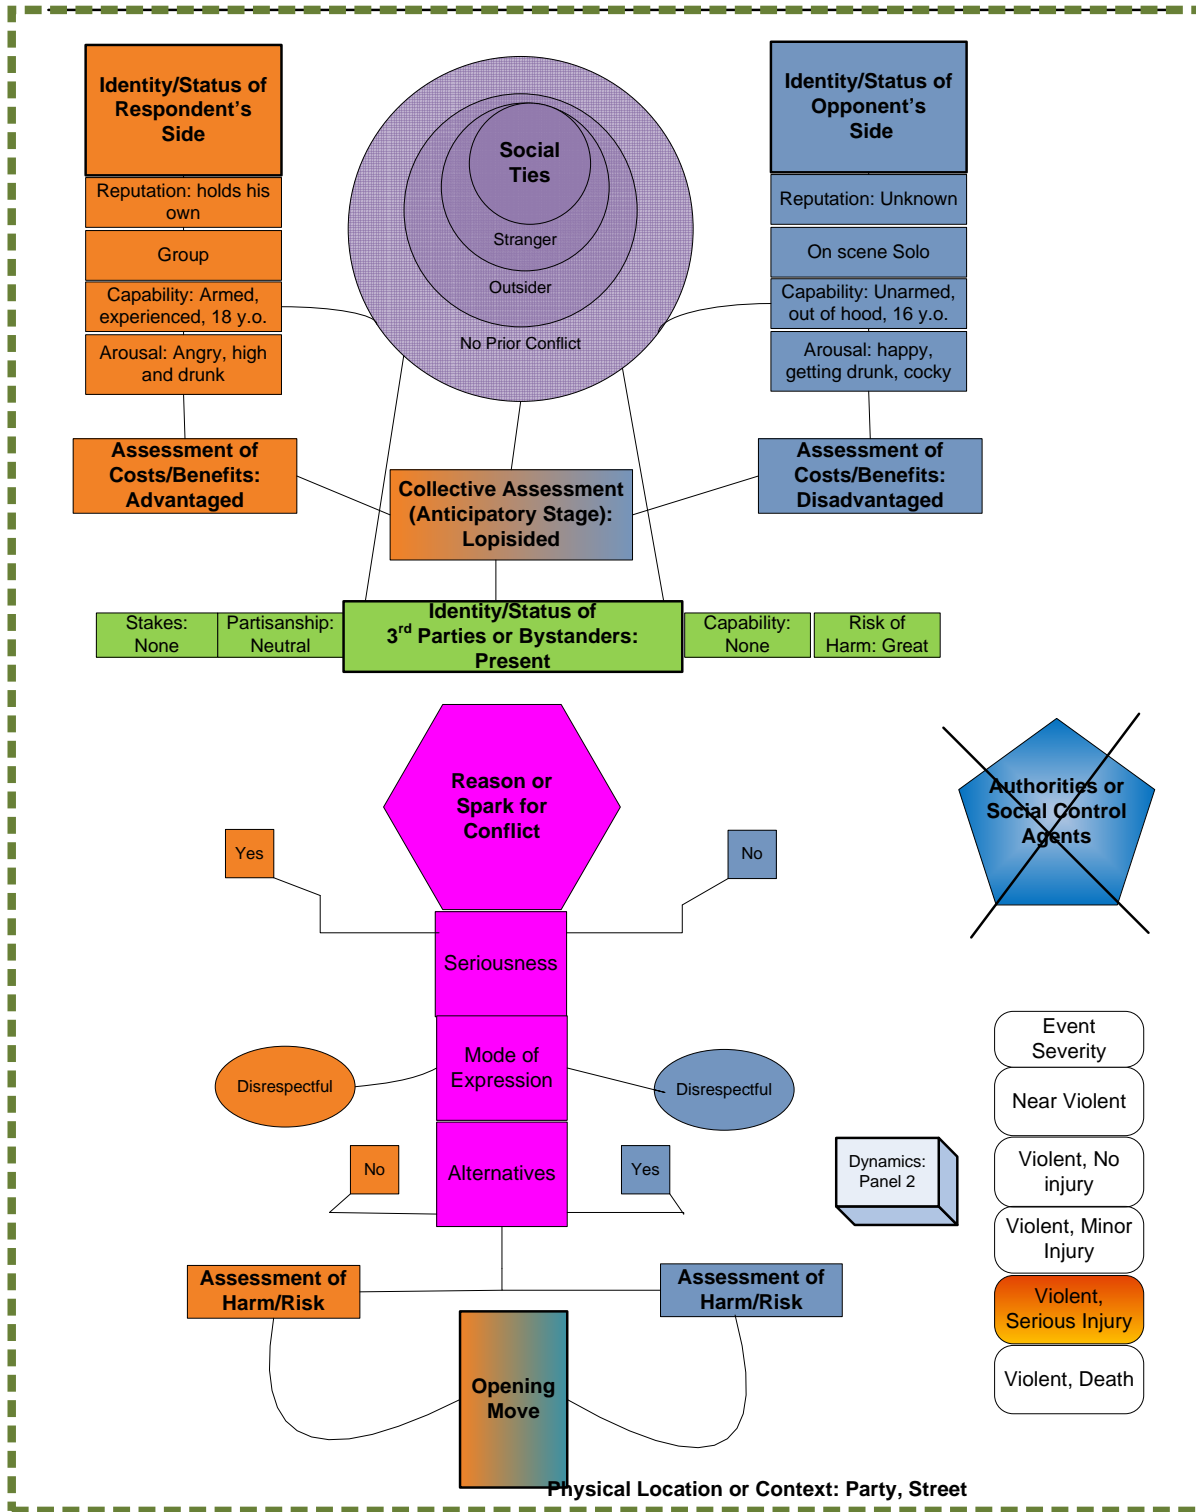 Identity/Status of
Respondent's
Side
Reputation: holds his
own
Group
Capability: Armed,
experienced, 18 y.o.
Arousal: Angry, high
and drunk
Assessment of
Costs/Benefits:
Advantaged
Social
Ties
Stranger
Outsider
No Prior Conflict
Identity/Status of
Opponent's
Side
Reputation: Unknown
On scene Solo
Capability: Unarmed,
out of hood, 16 y.o.
Arousal: happy,
getting drunk, cocky
Assessment of
Costs/Benefits:
Disadvantaged
Collective Assessment
(Anticipatory Stage):
Lopisided
Stakes:
None
Partisanship:
Neutral
Identity/Status of
3rd Parties or Bystanders:
Present
Capability:
None
Risk of
Harm: Great
Reason or
Spark for
Conflict
Authorities or
Social Control
Agents
Yes
No
Seriousness
Disrespectful
Mode of
Expression
Disrespectful
No
Alternatives
Yes
Assessment of
Harm/Risk
Assessment of
Harm/Risk
Opening
Move
Dynamics:
Panel 2
Event
Severity
Near Violent
Violent, No
injury
Violent, Minor
Injury
Violent,
Serious Injury
Violent, Death
Physical Location or Context: Party, Street